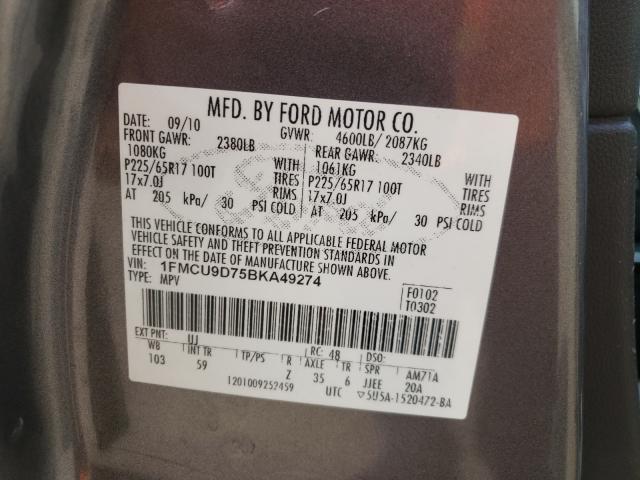 MFD. BY FORD MOTOR CO.
DATE: 09/10 GVWR: 4600LB/ 2087KG
FRONT GAWR: 2380LB REAR GAWR: 2340LB
1080KG WITH 1061KG WITH
P225/65R17 100T TIRES P225/65R17 100T TIRES
17x7.0J RIMS 17x7.0J RIMS
AT 205 kPa/ 30 PSI COLD AT 205 kPa/ 30 PSI COLD
THIS VEHICLE CONFORMS TO ALL APPLICABLE FEDERAL MOTOR
VEHICLE SAFETY AND THEFT PREVENTION STANDARDS IN
EFFECT ON THE DATE OF MANUFACTURE SHOWN ABOVE.
VIN: 1FMCU9D75BKA49274
TYPE: MPV F0102
T0302
EXT PNT: UJ RC: 48 DSO:
WB INT TR TP/PS R AXLE TR SPR AM71A
103 59 Z 35 6 JJEE 20A
1201009252459 UTC ▽5U5A-1520472-BA